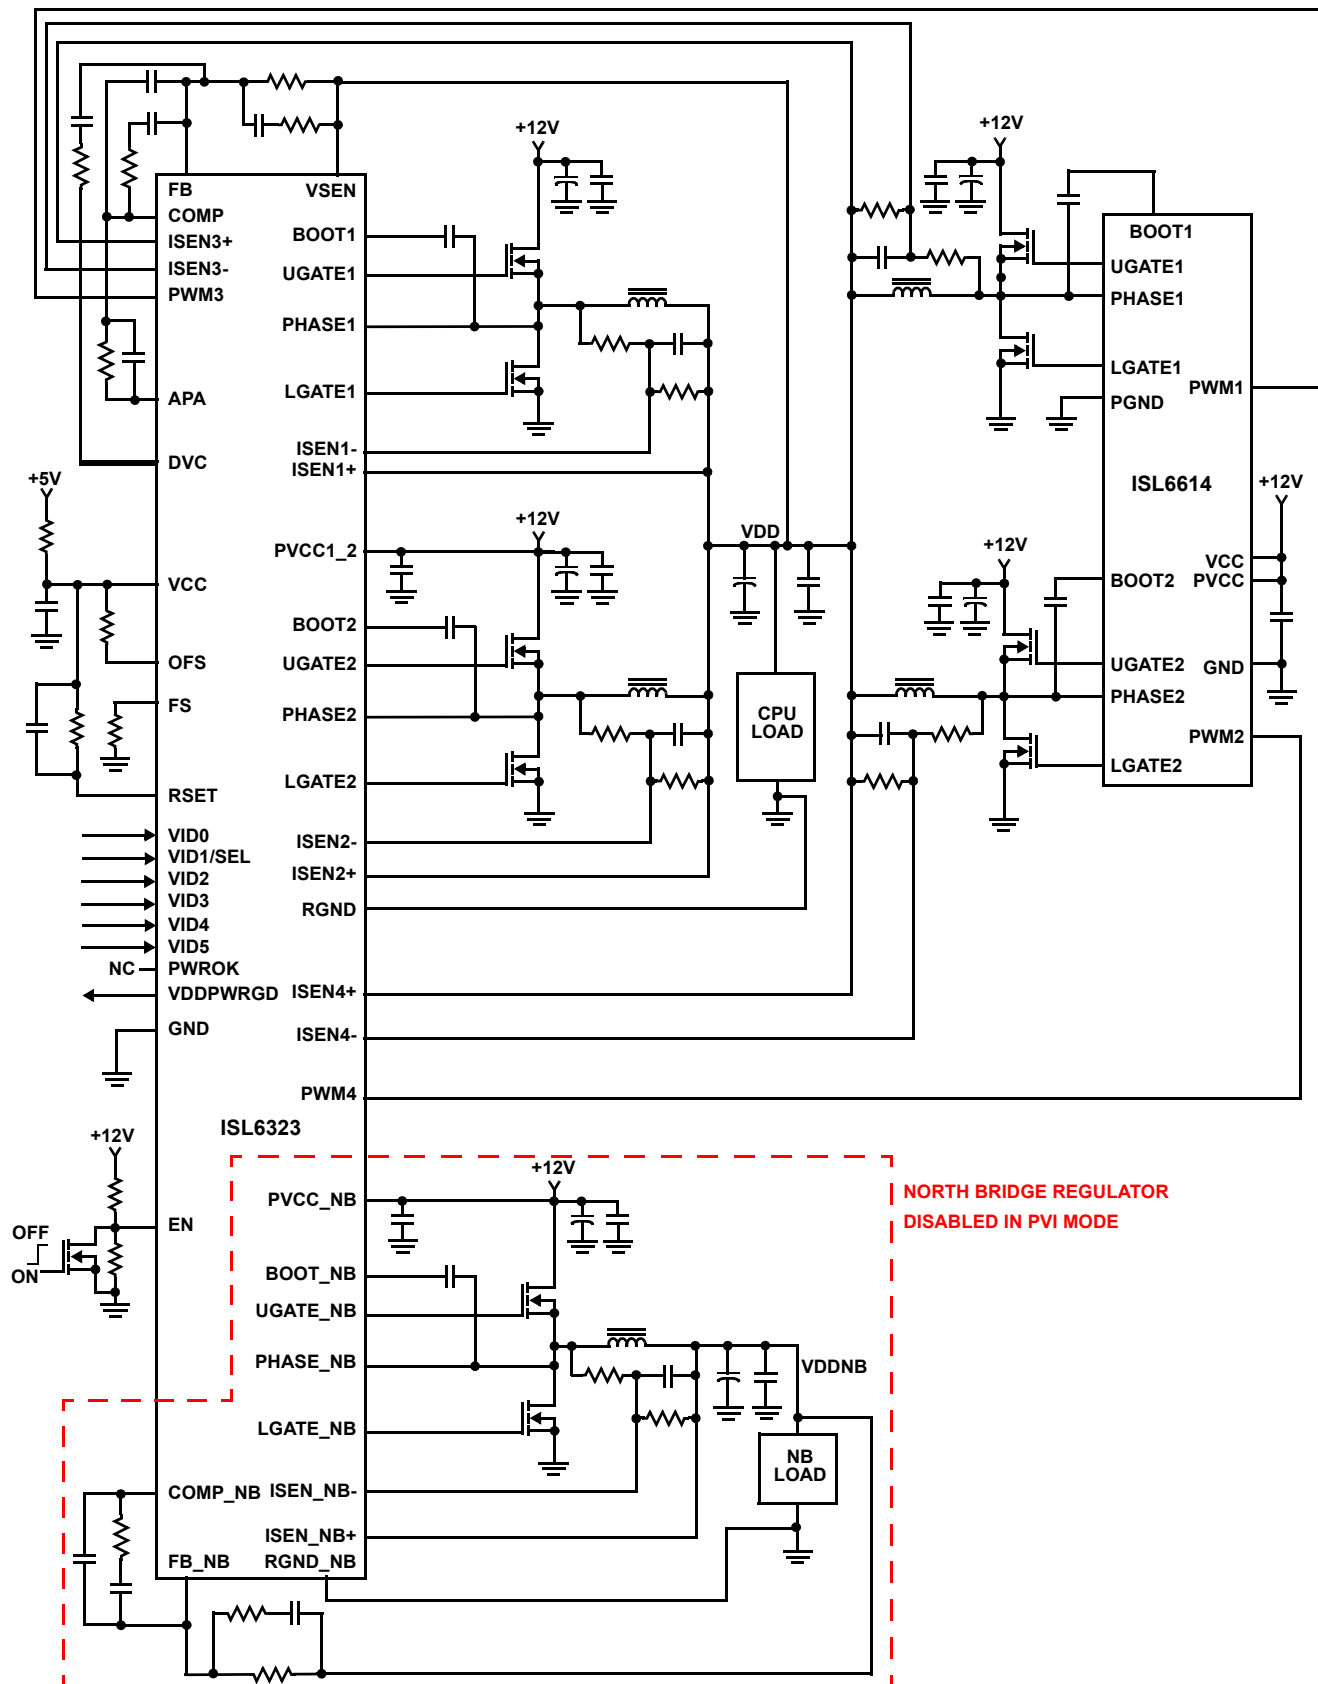 +12V
+12V
FB
VSEN
COMP
BOOT1
ISEN3+
ISEN3-
UGATE1
PWM3
PHASE1
LGATE1
APA
ISEN1-
ISEN1+
DVC
BOOT1
UGATE1
PHASE1
LGATE1
PWM1
PGND
ISL6614
+12V
+5V
+12V
VDD
+12V
PVCC1_2
VCC
VCC
PVCC
BOOT2
BOOT2
UGATE2
OFS
UGATE2
GND
FS
PHASE2
PHASE2
CPU
LOAD
PWM2
LGATE2
LGATE2
RSET
VID0
VID1/SEL
ISEN2-
VID2
ISEN2+
VID3
RGND
VID4
VID5
NC
PWROK
VDDPWRGD
ISEN4+
GND
ISEN4-
PWM4
ISL6323
+12V
+12V
PVCC_NB
NORTH BRIDGE REGULATOR
DISABLED IN PVI MODE
EN
OFF
ON
BOOT_NB
UGATE_NB
PHASE_NB
VDDNB
LGATE_NB
NB
LOAD
COMP_NB
ISEN_NB-
ISEN_NB+
FB_NB
RGND_NB